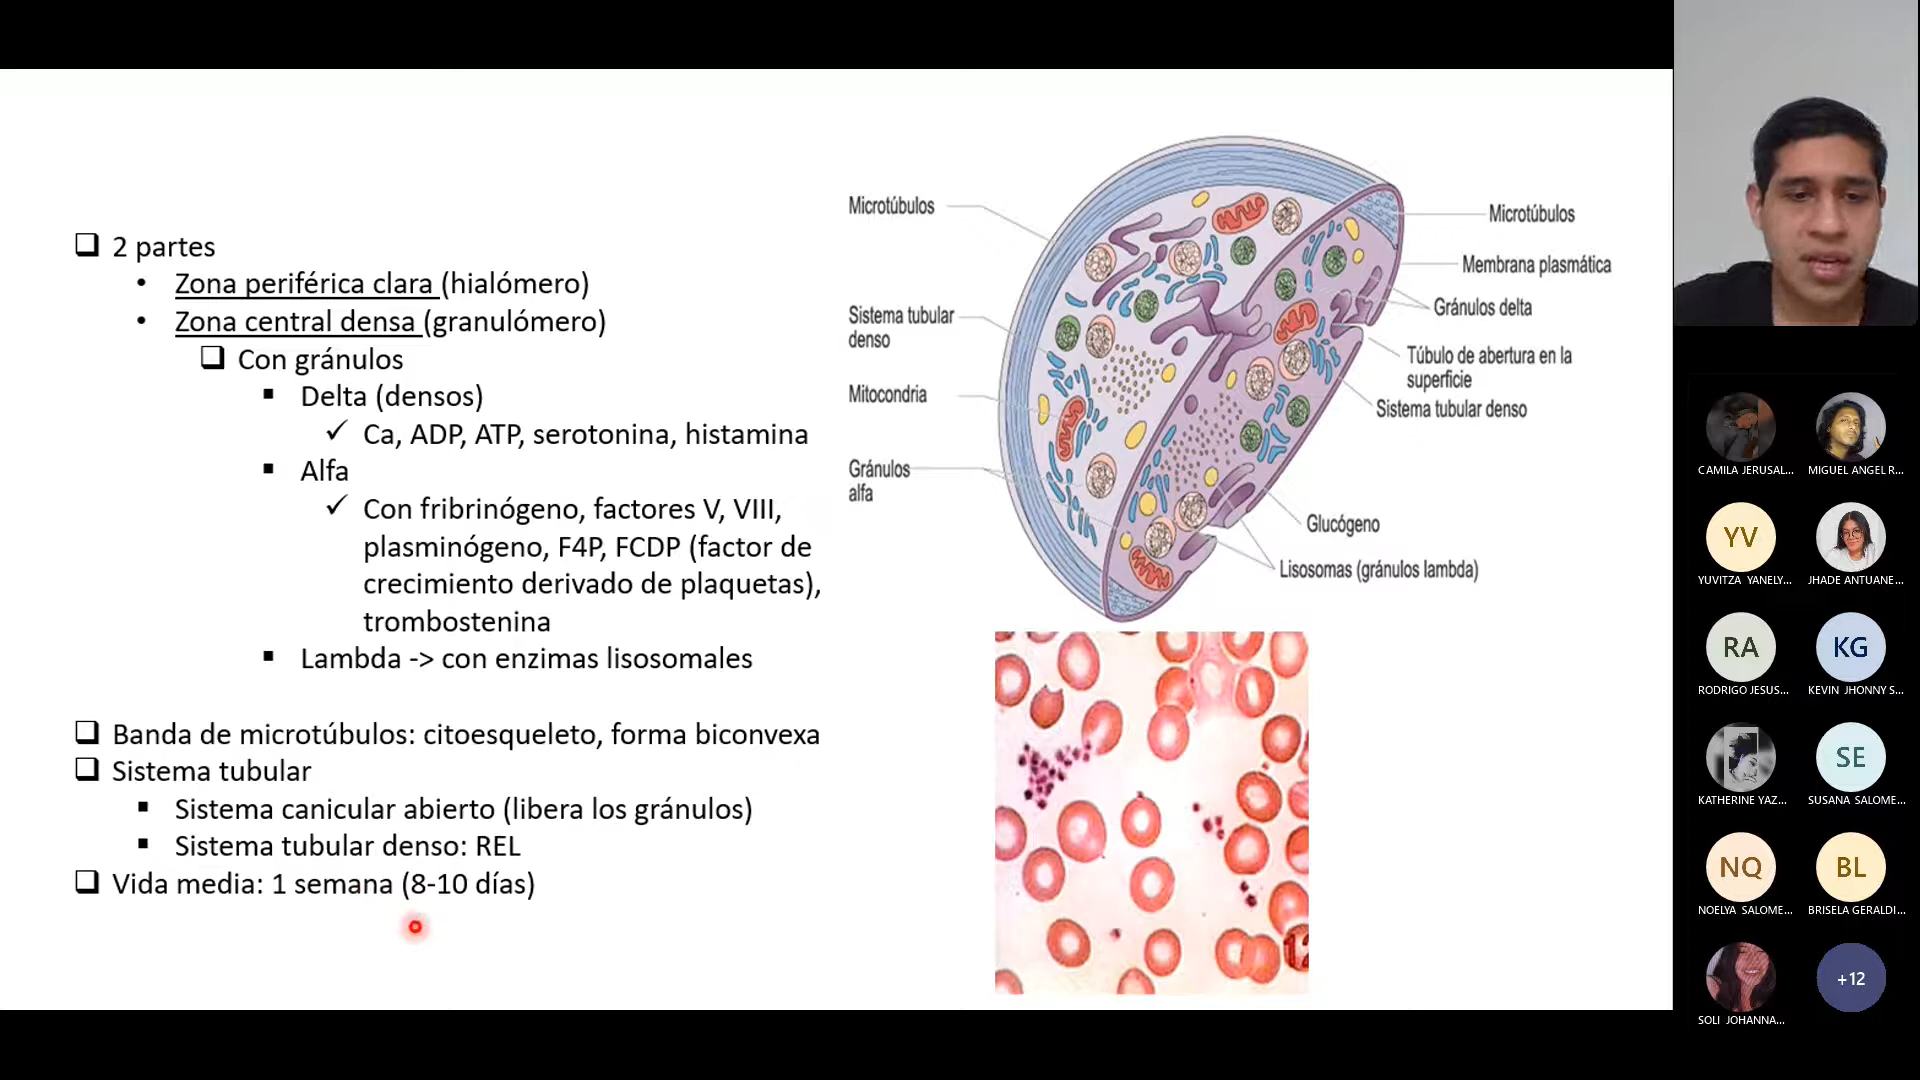 2 partes
Zona periférica clara (hialómero)
Zona central densa (granulómero)
Con gránulos
Delta (densos)
Ca, ADP, ATP, serotonina, histamina
Alfa
Con fribrinógeno, factores V, VIII,
plasminógeno, F4P, FCDP (factor de
crecimiento derivado de plaquetas),
trombostenina
Lambda -> con enzimas lisosomales
Banda de microtúbulos: citoesqueleto, forma biconvexa
Sistema tubular
Sistema canicular abierto (libera los gránulos)
Sistema tubular denso: REL
Vida media: 1 semana (8-10 días)
Microtúbulos
Sistema tubular
denso
Mitocondria
Gránulos
alfa
Microtúbulos
Membrana plasmática
Gránulos delta
Túbulo de abertura en la
superficie
Sistema tubular denso
Glucógeno
Lisosomas (gránulos lambda)
12
CAMILA JERUSAL...
MIGUEL ANGEL R...
YV
YUVITZA YANELY...
JHADE ANTUANE...
RA
RODRIGO JESUS...
KG
KEVIN JHONNY S...
KATHERINE YAZ...
SE
SUSANA SALOME...
NQ
NOELYA SALOME...
BL
BRISELA GERALDI...
SOLI JOHANNA...
+12